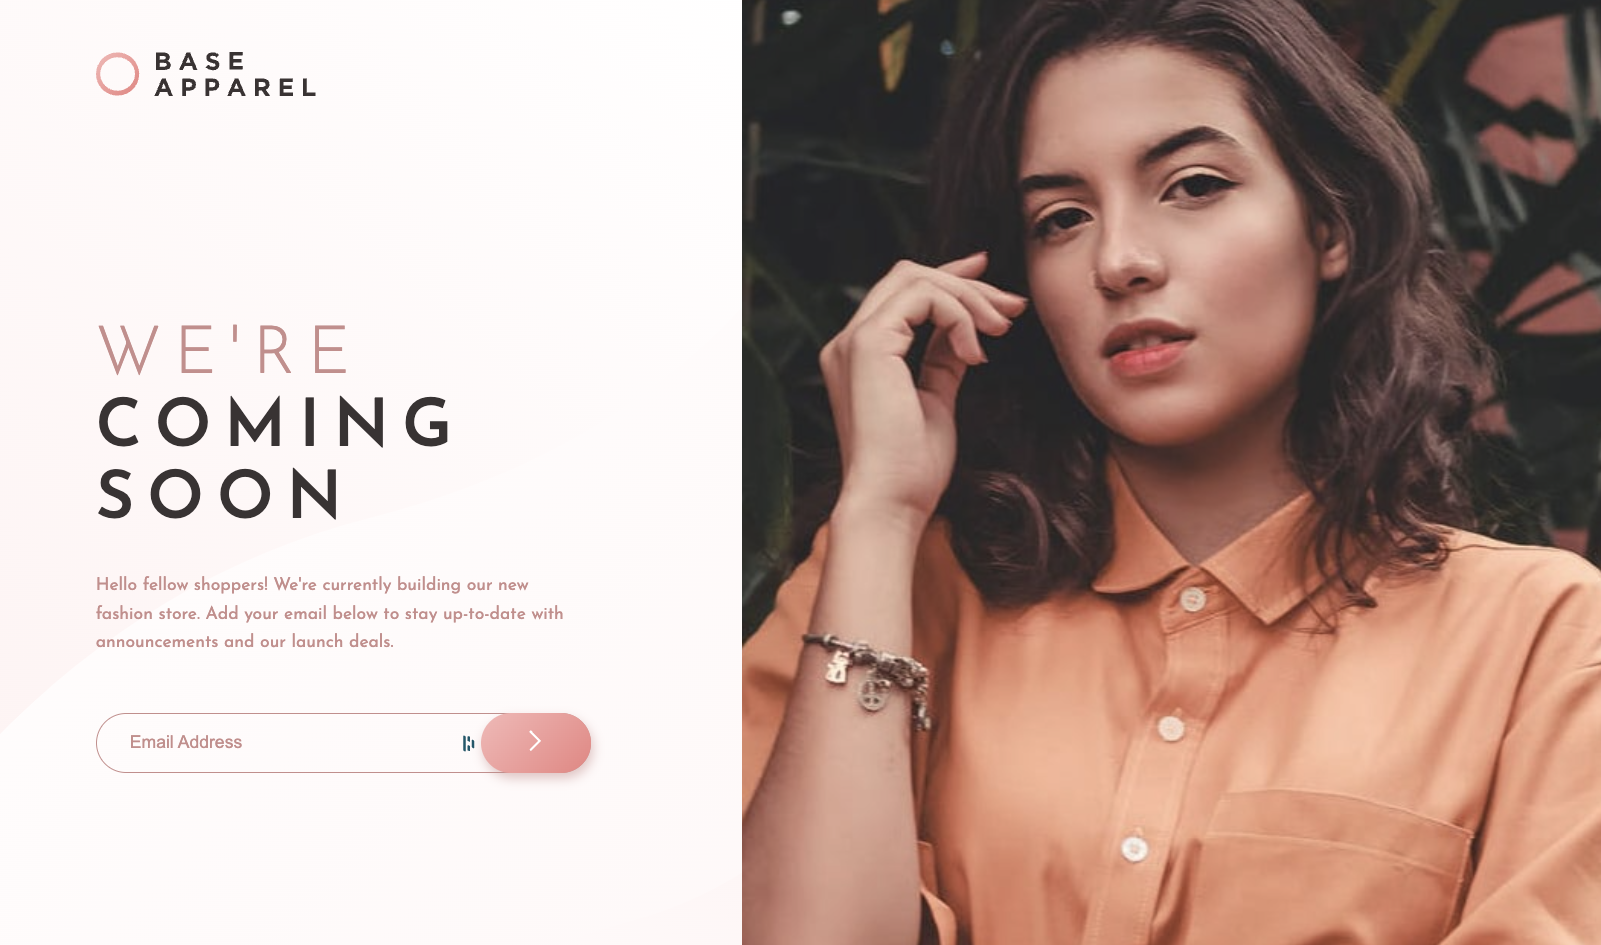 BASE
APPAREL
WE'RE
COMING
SOON
Hello fellow shoppers! We're currently building our new
fashion store. Add your email below to stay up-to-date with
announcements and our launch deals.
Email Address